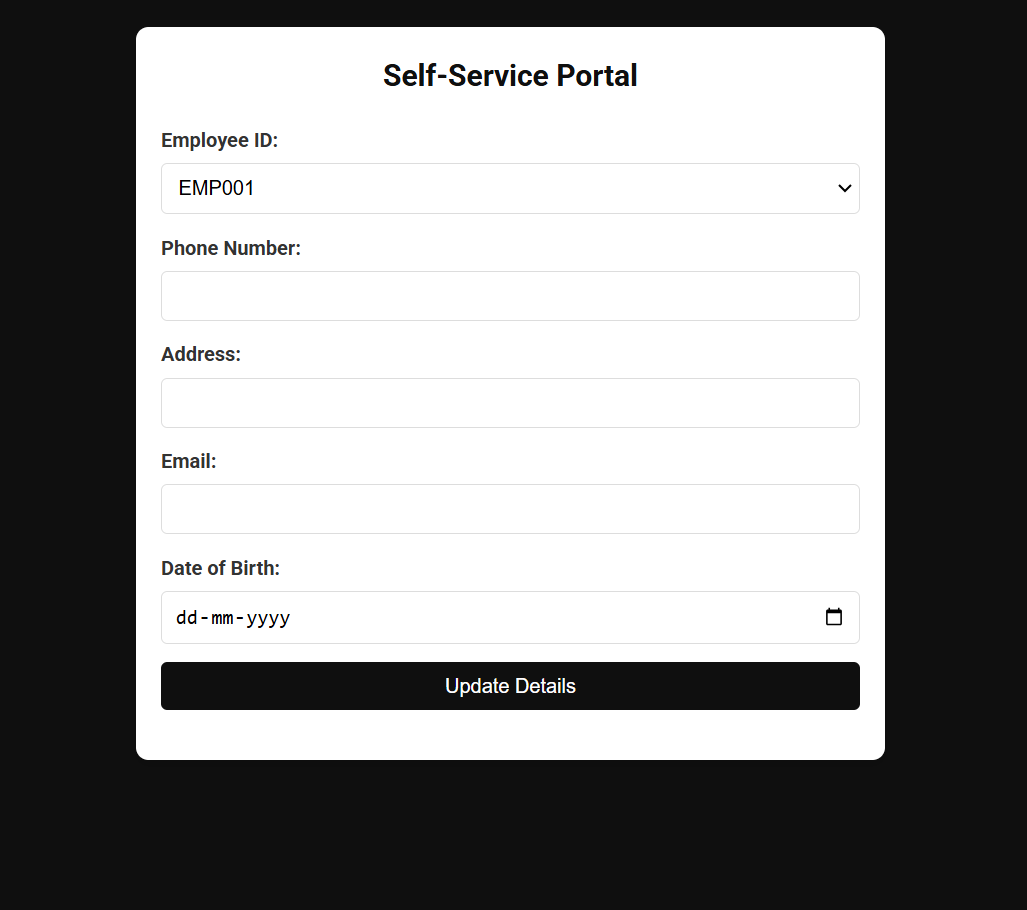 Self-Service Portal
Employee ID:
EMP001
Phone Number:
Address:
Email:
Date of Birth:
dd-mm-yyyy
Update Details